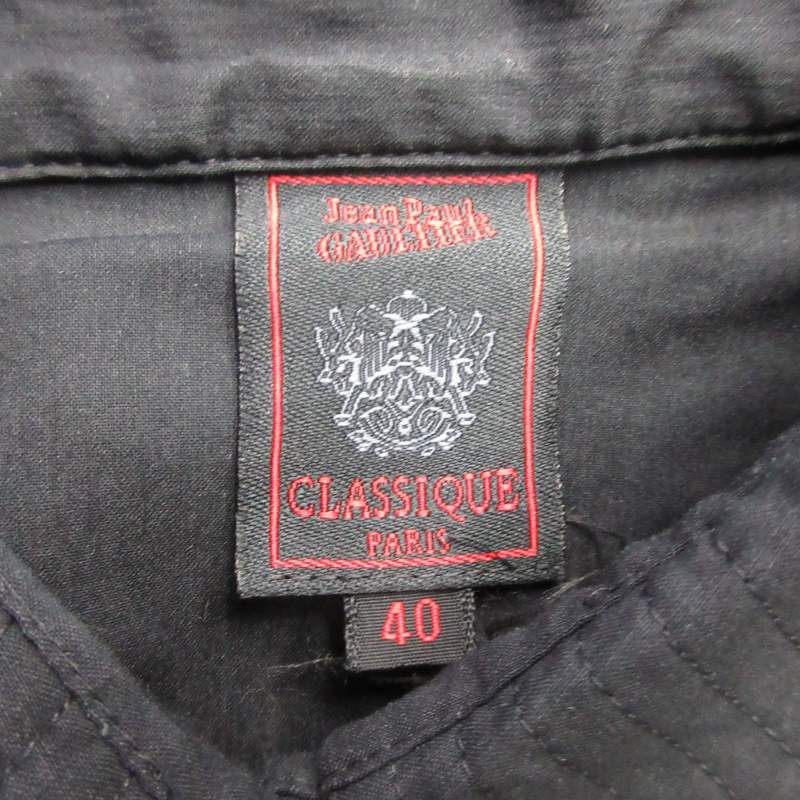 Jean Paul
GAULTIER
CLASSIQUE
PARIS
40